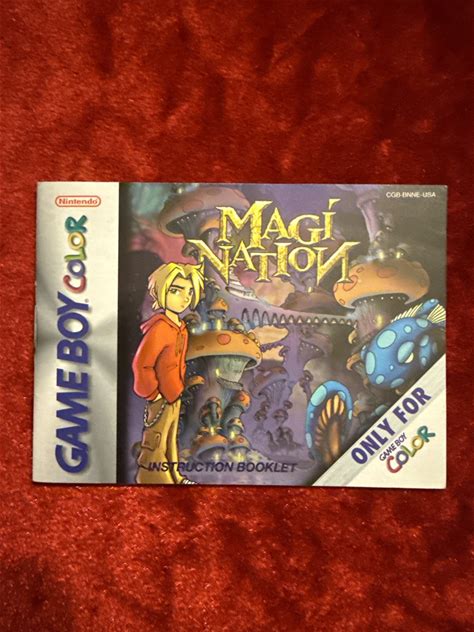 Nintendo
GAME BOY COLOR
CGB-BNNE-USA
MAGI
NATION
INSTRUCTION BOOKLET
ONLY FOR
GAME BOY
COLOR